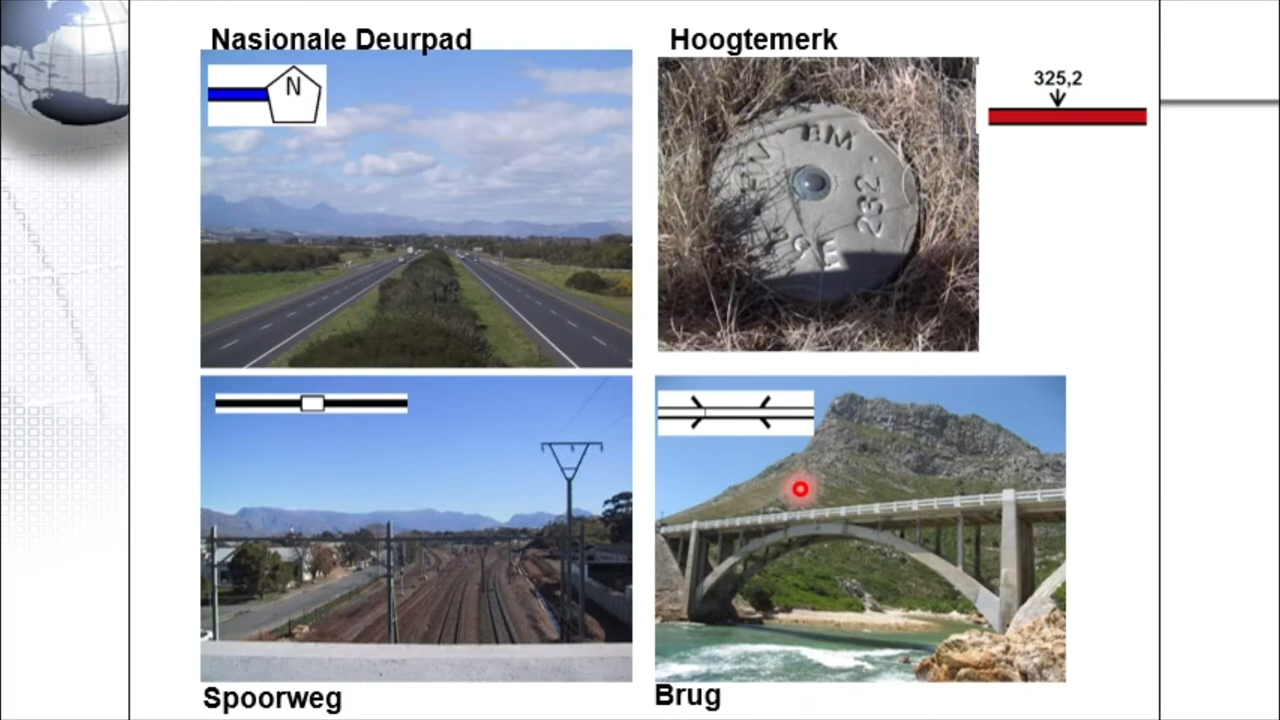 Nasionale Deurpad
N
Hoogtemerk
325,2
BM
232
m
Spoorweg
Brug